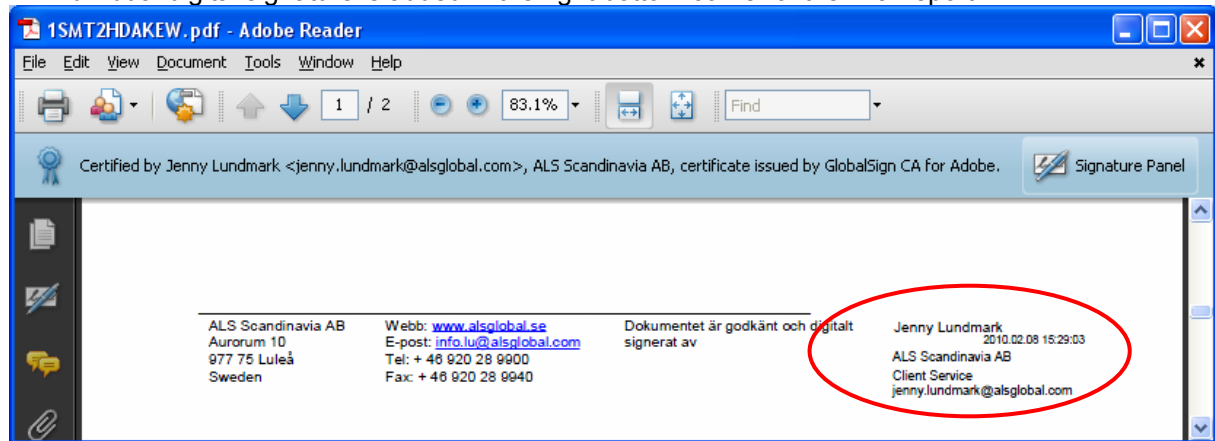 1SMT2HDAKEW.pdf - Adobe Reader
File Edit View Document Tools Window Help
1 / 2 83.1% Find
Certified by Jenny Lundmark <jenny.lundmark@alsglobal.com>, ALS Scandinavia AB, certificate issued by GlobalSign CA for Adobe.
Signature Panel
ALS Scandinavia AB
Aurorum 10
977 75 Luleå
Sweden
Webb: www.alsglobal.se
E-post: info.lu@alsglobal.com
Tel: + 46 920 28 9900
Fax: + 46 920 28 9940
Dokumentet är godkänt och digitalt
signerat av
Jenny Lundmark
2010.02.08 15:29:03
ALS Scandinavia AB
Client Service
jenny.lundmark@alsglobal.com